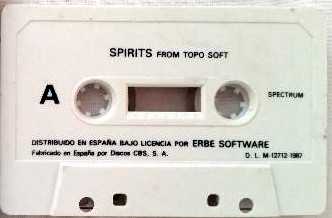 SPIRITS FROM TOPO SOFT
A
SPECTRUM
DISTRIBUIDO EN ESPAÑA BAJO LICENCIA POR ERBE SOFTWARE
Fabricado en España por Discos CBS, S. A.
D. L. M-12712-1987